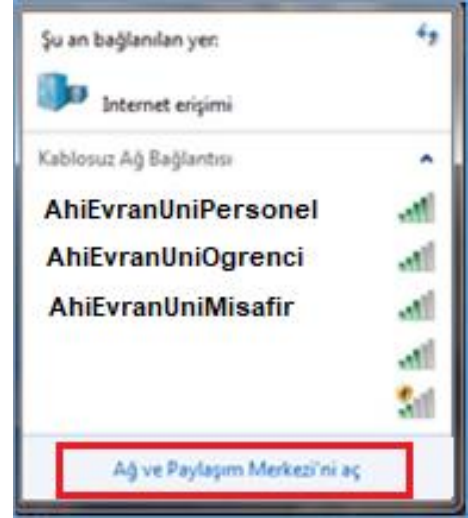 Şu an bağlanılan yer:
Internet erişimi
Kablosuz Ağ Bağlantısı
AhiEvranUniPersonel
AhiEvranUniOgrenci
AhiEvranUniMisafir
Ağ ve Paylaşım Merkezi'ni aç